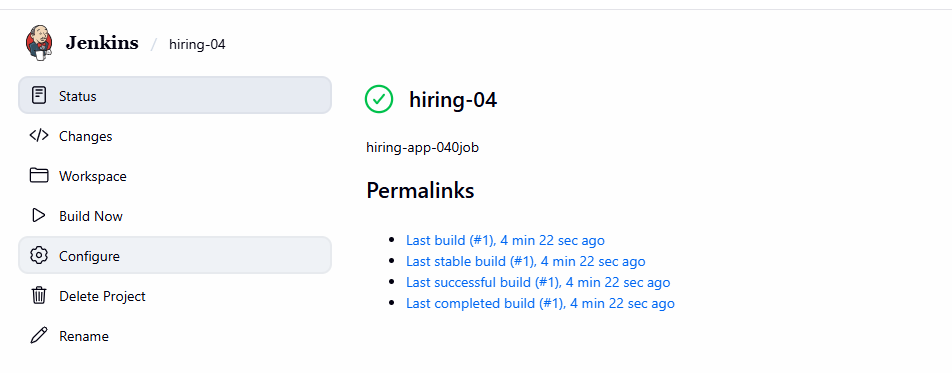 Jenkins / hiring-04
Status
Changes
Workspace
Build Now
Configure
Delete Project
Rename
hiring-04
hiring-app-040job
Permalinks
Last build (#1), 4 min 22 sec ago
Last stable build (#1), 4 min 22 sec ago
Last successful build (#1), 4 min 22 sec ago
Last completed build (#1), 4 min 22 sec ago